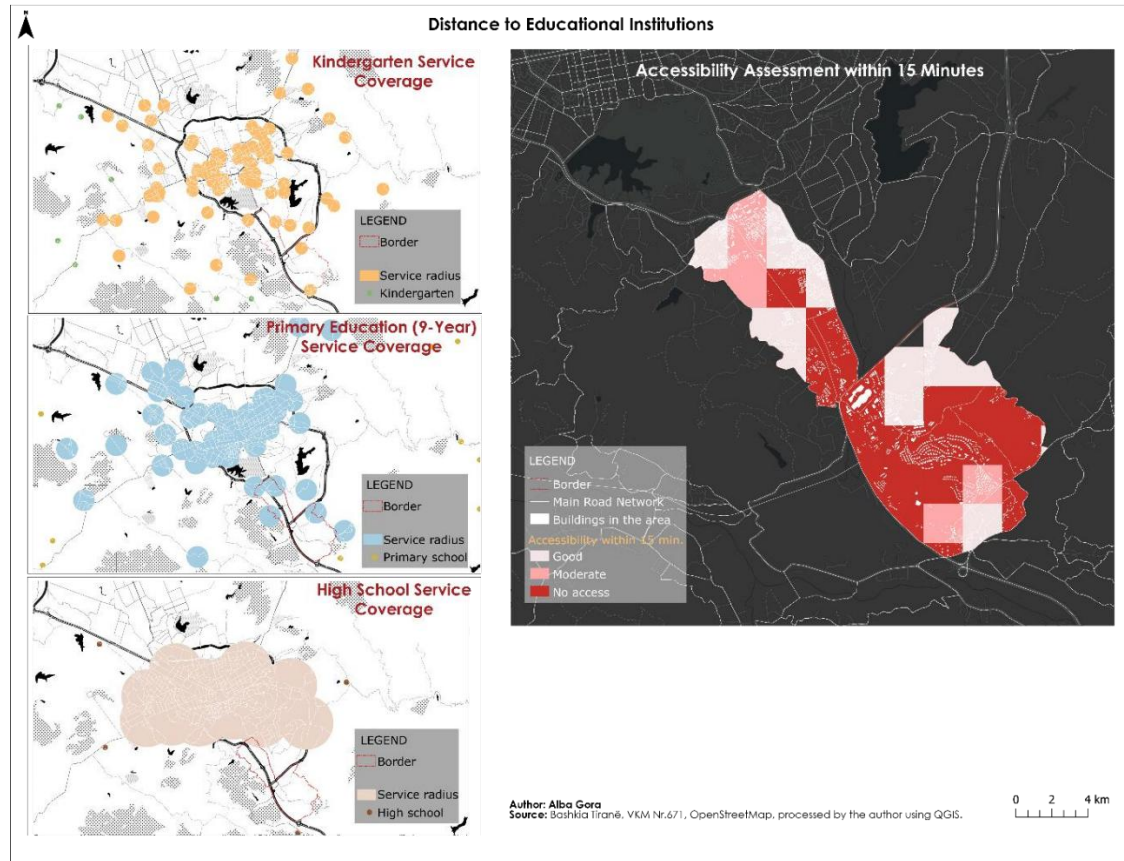 Distance to Educational Institutions
Kindergarten Service
Coverage
LEGEND
Border
Service radius
Kindergarten
Primary Education (9-Year)
Service Coverage
LEGEND
Border
Service radius
Primary school
High School Service
Coverage
LEGEND
Border
Service radius
High school
Accessibility Assessment within 15 Minutes
LEGEND
Border
Main Road Network
Buildings in the area
Accessibility within 15 min.
Good
Moderate
No access
Author: Alba Gora
Source: Bashkia Tiranë, VKM Nr.671, OpenStreetMap, processed by the author using QGIS.
0 2 4 km